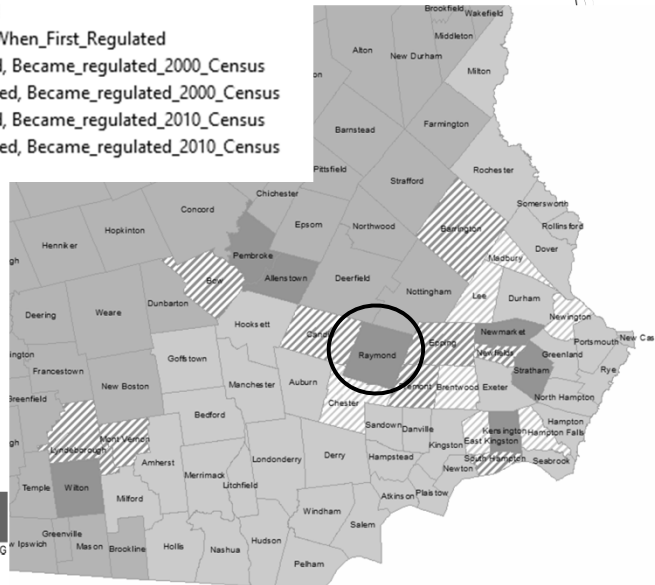 When_First_Regulated
d, Became_regulated_2000_Census
ed, Became_regulated_2000_Census
d, Became_regulated_2010_Census
ed, Became_regulated_2010_Census
Brookfield
Wakefield
Middleton
Alton
New Durham
Milton
on
Barnstead
Farmington
Pittsfield
Strafford
Rochester
Chichester
Somersworth
Concord
Epsom
Northwood
Barrington
Rollinsford
Hopkinton
Dover
Henniker
Pembroke
Madbury
gh
Allenstown
Deerfield
Bow
Nottingham
Lee
Durham
Dunbarton
Newington
Deering
Weare
Hooksett
Newmarket
Portsmouth
New Cas
Raymond
Epping
Newfields
Greenland
ington
Goffstown
Stratham
Rye
Francestown
Manchester
Auburn
Brentwood
Exeter
New Boston
Chester
North Hampton
Greenfield
Bedford
Sandown
Danville
Hampton
Mont Vernon
Kensington
Hampton Falls
gh
Lyndeborough
Kingston
East Kingston
Amherst
Londonderry
Derry
Hampstead
South Hampton
Seabrook
Newton
Merrimack
Litchfield
Temple
Wilton
Milford
Atkinson
Plaistow
Windham
Salem
Greenville
Hudson
G
w Ipswich
Mason
Brookline
Hollis
Nashua
Pelham